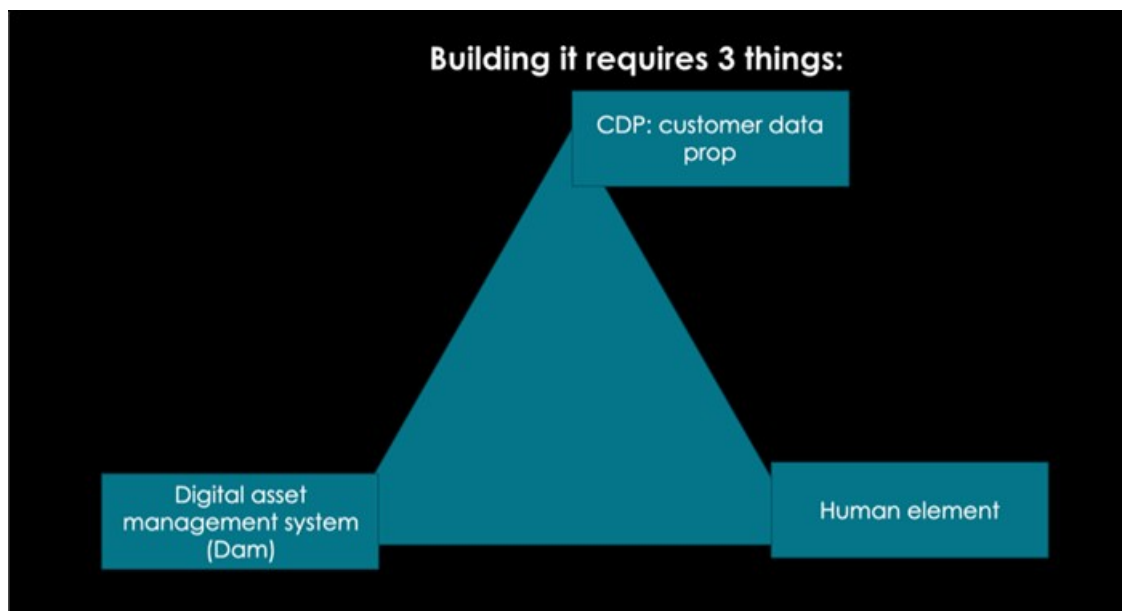 Building it requires 3 things:
CDP: customer data
prop
Digital asset
management system
(Dam)
Human element